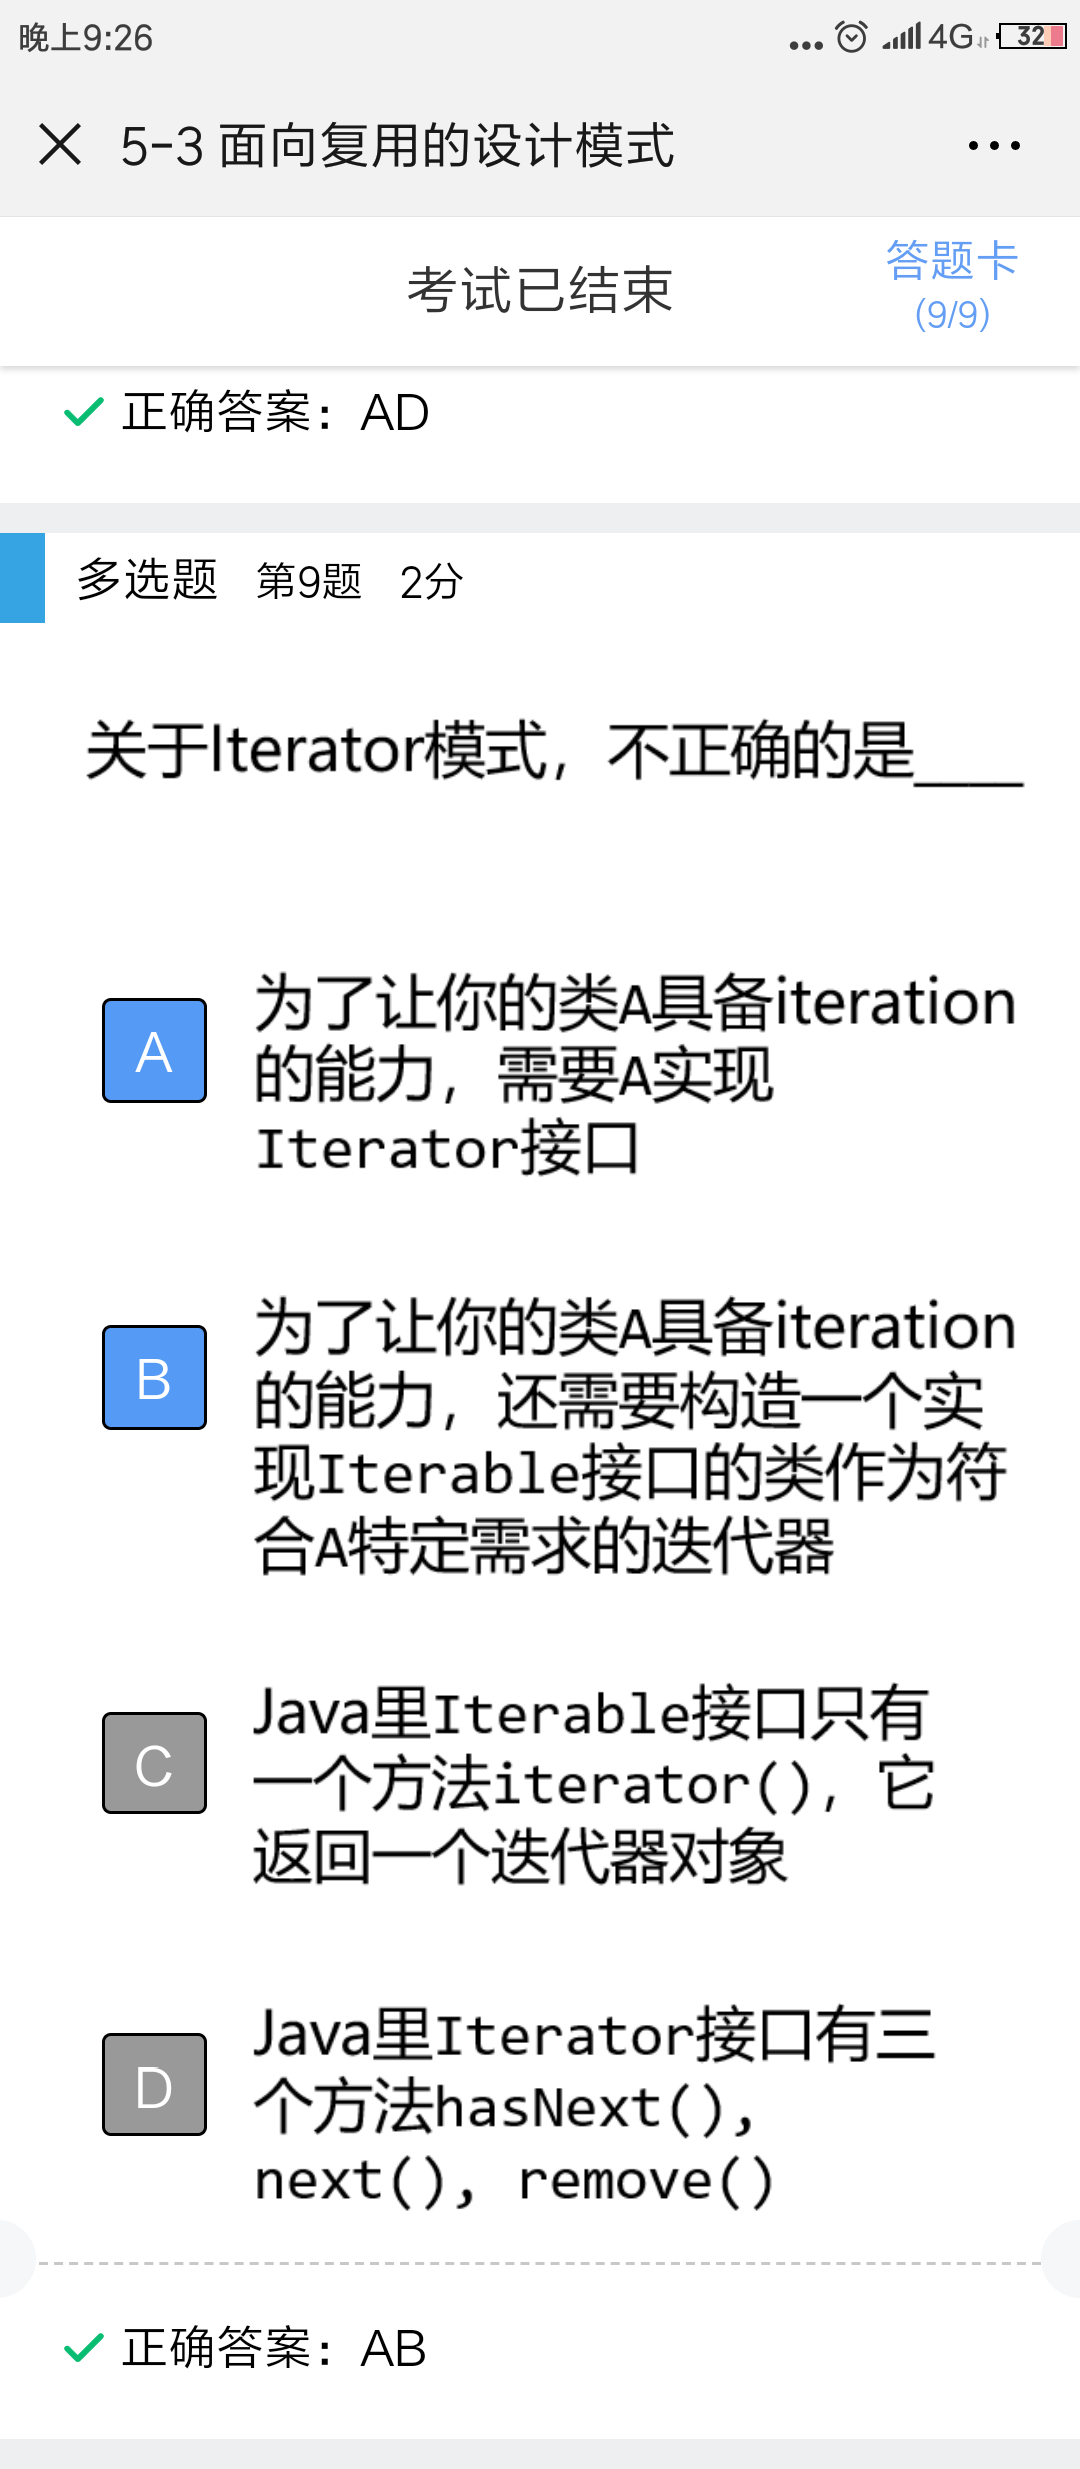 晚上9:26
4G
32
5-3 面向复用的设计模式
考试已结束
答题卡
(9/9)
正确答案：AD
多选题 第9题 2分
关于Iterator模式，不正确的是____
A
为了让你的类A具备iteration
的能力，需要A实现
Iterator接口
B
为了让你的类A具备iteration
的能力，还需要构造一个实
现Iterable接口的类作为符
合A特定需求的迭代器
C
Java里Iterable接口只有
一个方法iterator()，它
返回一个迭代器对象
D
Java里Iterator接口有三
个方法hasNext(),
next(), remove()
正确答案：AB